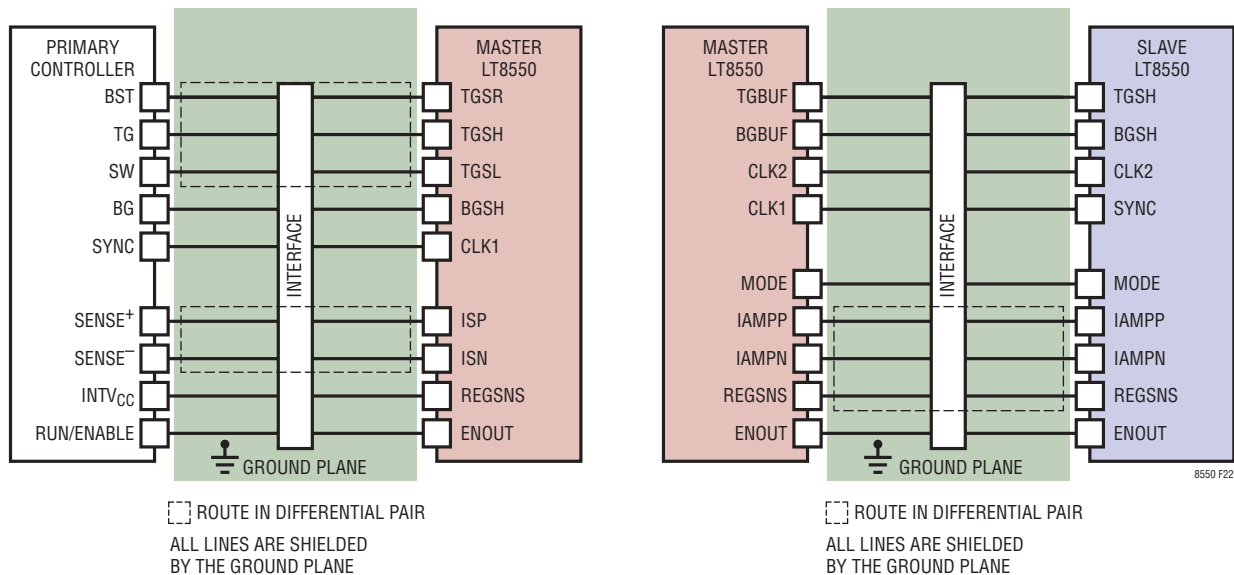 PRIMARY
CONTROLLER
BST
TG
SW
BG
SYNC
SENSE+
SENSE−
INTVCC
RUN/ENABLE
INTERFACE
GROUND PLANE
MASTER
LT8550
TGSR
TGSH
TGSL
BGSH
CLK1
ISP
ISN
REGSNS
ENOUT
ROUTE IN DIFFERENTIAL PAIR
ALL LINES ARE SHIELDED
BY THE GROUND PLANE
MASTER
LT8550
TGBUF
BGBUF
CLK2
CLK1
MODE
IAMPP
IAMPN
REGSNS
ENOUT
INTERFACE
GROUND PLANE
SLAVE
LT8550
TGSH
BGSH
CLK2
SYNC
MODE
IAMPP
IAMPN
REGSNS
ENOUT
8550 F22
ROUTE IN DIFFERENTIAL PAIR
ALL LINES ARE SHIELDED
BY THE GROUND PLANE